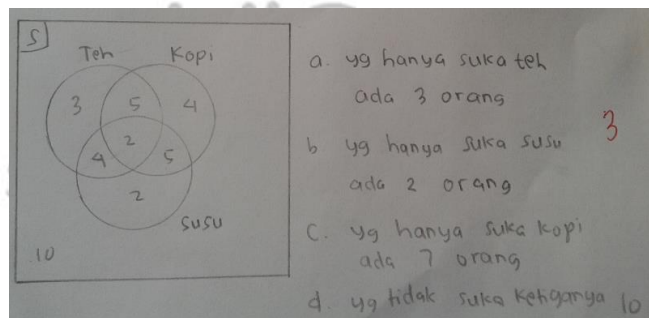 S
Teh Kopi
3 5 4
2
4 5
2
susu
10
a. yg hanya suka teh
ada 3 orang
b yg hanya suka susu
ada 2 orang
c. yg hanya suka kopi
ada 7 orang
d. yg tidak suka ketiganya 10
3